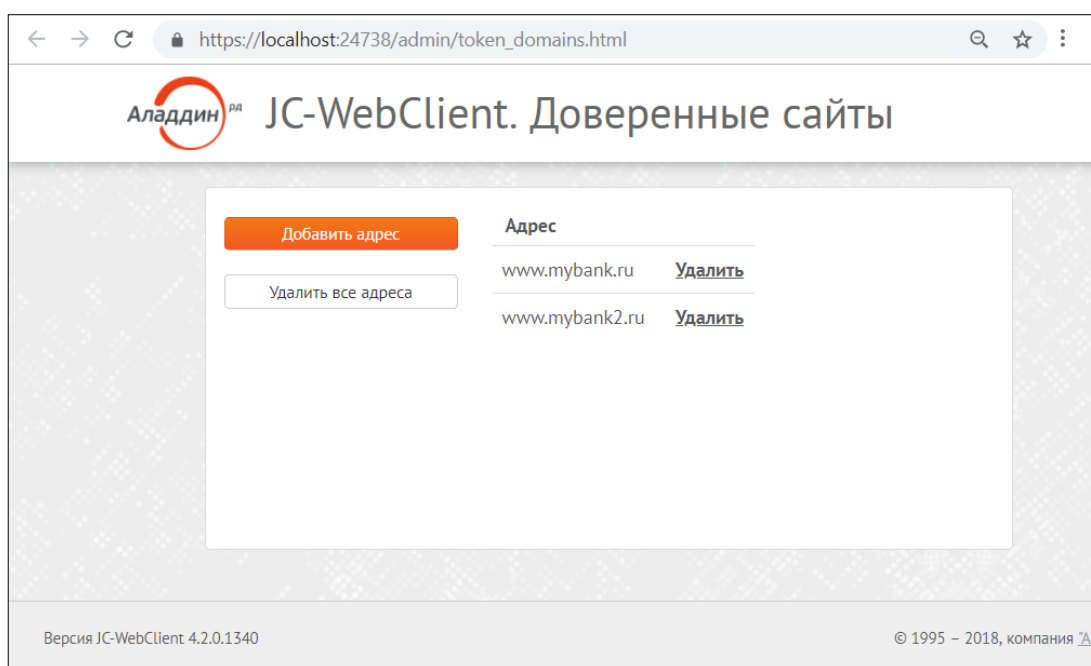 https://localhost:24738/admin/token_domains.html
Аладдин РД
JC-WebClient. Доверенные сайты
Добавить адрес
Удалить все адреса
Адрес
www.mybank.ru Удалить
www.mybank2.ru Удалить
Версия JC-WebClient 4.2.0.1340
© 1995 – 2018, компания "А